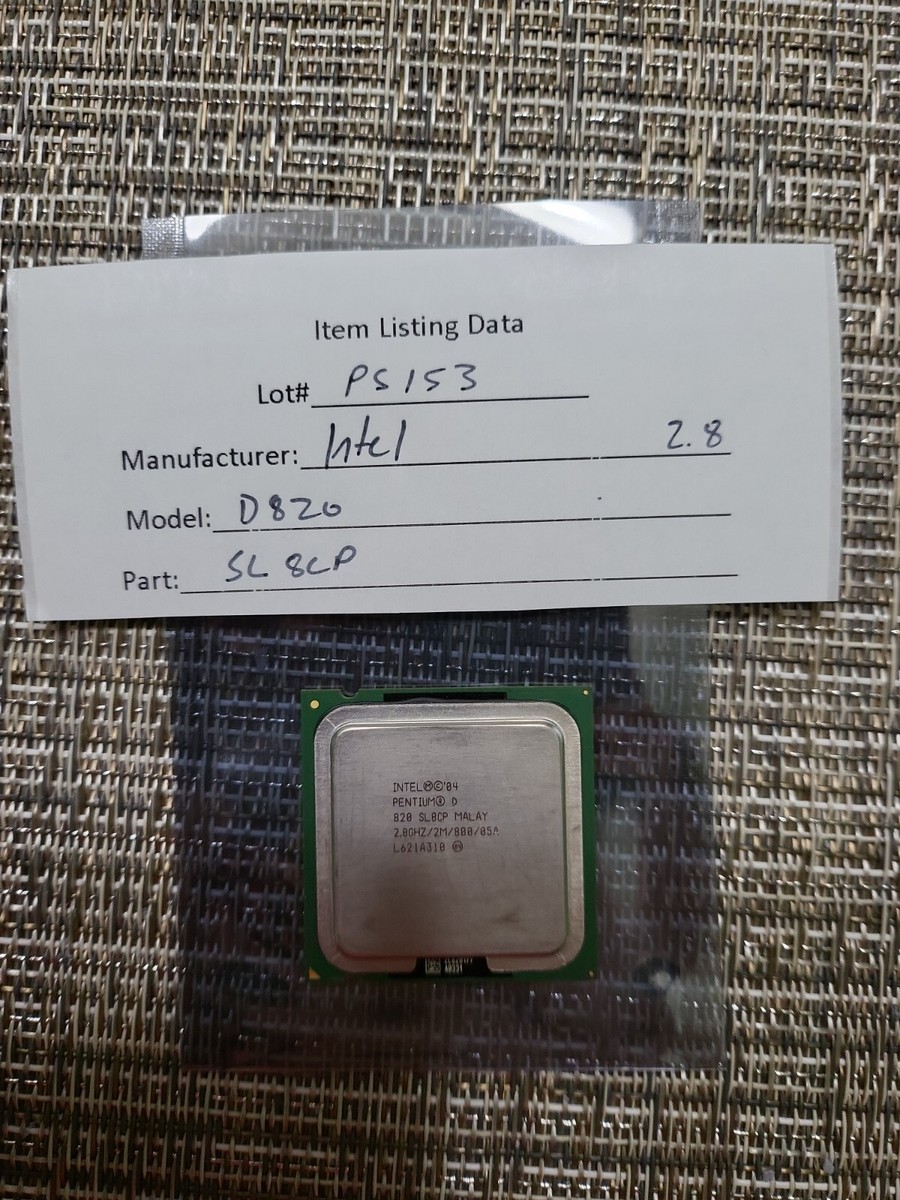 Item Listing Data
Lot# PS153
Manufacturer: Intel 2.8
Model: D820
Part: SL8CP
INTEL Ⓜ©'04
PENTIUM® D
820 SL8CP MALAY
2.80GHZ/2M/800/05A
L621A310 ⓔ4